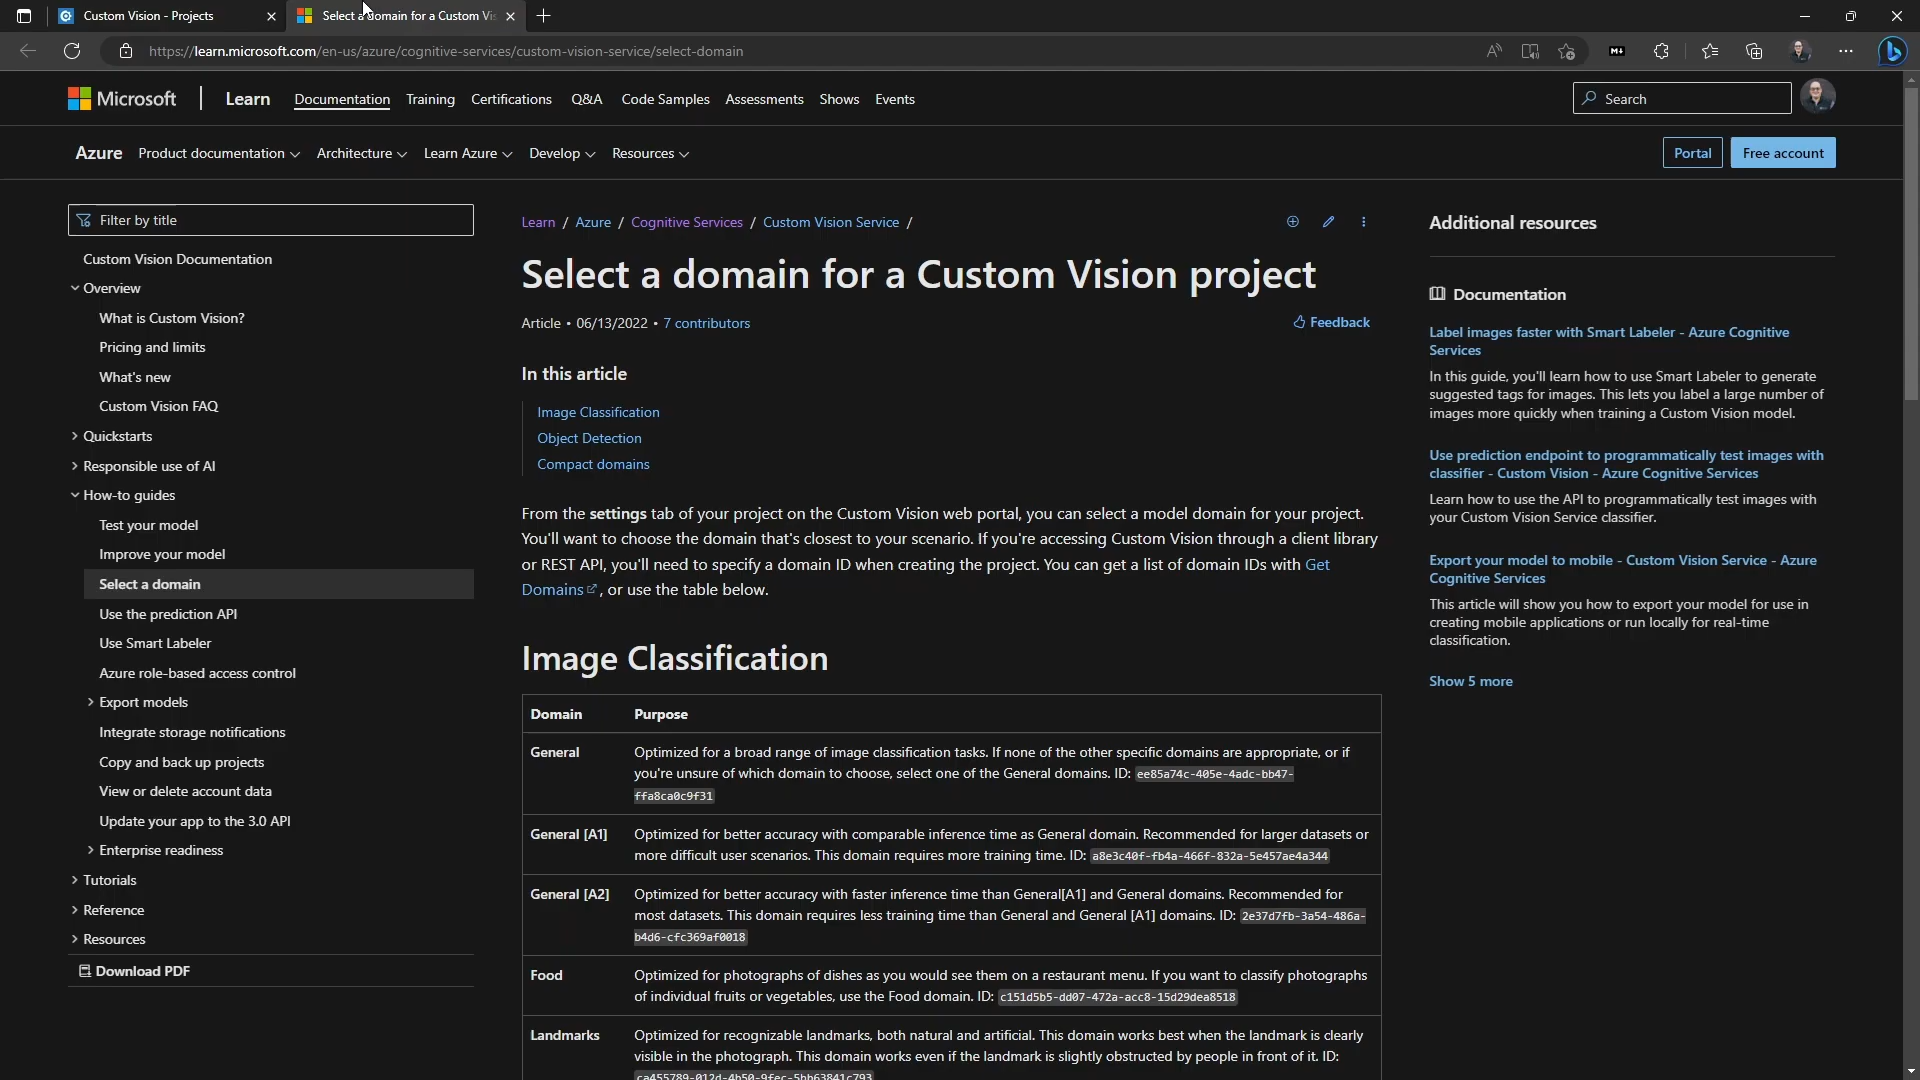 Custom Vision - Projects
Select a domain for a Custom Vis
https://learn.microsoft.com/en-us/azure/cognitive-services/custom-vision-service/select-domain
Microsoft
Learn
Documentation
Training
Certifications
Q&A
Code Samples
Assessments
Shows
Events
Search
Azure
Product documentation
Architecture
Learn Azure
Develop
Resources
Portal
Free account
Filter by title
Custom Vision Documentation
Overview
What is Custom Vision?
Pricing and limits
What's new
Custom Vision FAQ
Quickstarts
Responsible use of AI
How-to guides
Test your model
Improve your model
Select a domain
Use the prediction API
Use Smart Labeler
Azure role-based access control
Export models
Integrate storage notifications
Copy and back up projects
View or delete account data
Update your app to the 3.0 API
Enterprise readiness
Tutorials
Reference
Resources
Download PDF
Learn / Azure / Cognitive Services / Custom Vision Service /
Select a domain for a Custom Vision project
Article • 06/13/2022 • 7 contributors
Feedback
In this article
Image Classification
Object Detection
Compact domains
From the settings tab of your project on the Custom Vision web portal, you can select a model domain for your project.
You'll want to choose the domain that's closest to your scenario. If you're accessing Custom Vision through a client library
or REST API, you'll need to specify a domain ID when creating the project. You can get a list of domain IDs with Get
Domains, or use the table below.
Image Classification
Domain
Purpose
General
Optimized for a broad range of image classification tasks. If none of the other specific domains are appropriate, or if
you're unsure of which domain to choose, select one of the General domains. ID: ee85a74c-405e-4adc-bb47-
ffa8ca0c9f31
General [A1]
Optimized for better accuracy with comparable inference time as General domain. Recommended for larger datasets or
more difficult user scenarios. This domain requires more training time. ID: a8e3c40f-fb4a-466f-832a-5e457ae4a344
General [A2]
Optimized for better accuracy with faster inference time than General[A1] and General domains. Recommended for
most datasets. This domain requires less training time than General and General [A1] domains. ID: 2e37d7fb-3a54-486a-
b4d6-cfc369af0018
Food
Optimized for photographs of dishes as you would see them on a restaurant menu. If you want to classify photographs
of individual fruits or vegetables, use the Food domain. ID: c151d5b5-dd07-472a-acc8-15d29dea8518
Landmarks
Optimized for recognizable landmarks, both natural and artificial. This domain works best when the landmark is clearly
visible in the photograph. This domain works even if the landmark is slightly obstructed by people in front of it. ID:
ca455789-012d-4b50-9fec-5bb63841c793
Additional resources
Documentation
Label images faster with Smart Labeler - Azure Cognitive
Services
In this guide, you'll learn how to use Smart Labeler to generate
suggested tags for images. This lets you label a large number of
images more quickly when training a Custom Vision model.
Use prediction endpoint to programmatically test images with
classifier - Custom Vision - Azure Cognitive Services
Learn how to use the API to programmatically test images with
your Custom Vision Service classifier.
Export your model to mobile - Custom Vision Service - Azure
Cognitive Services
This article will show you how to export your model for use in
creating mobile applications or run locally for real-time
classification.
Show 5 more